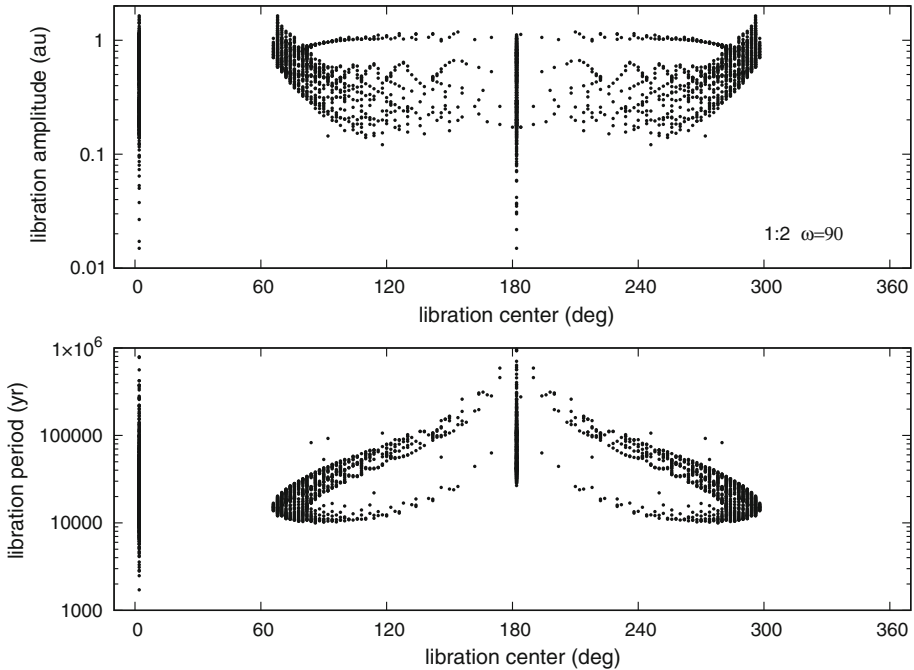 libration amplitude (au)
1
0.1
0.01
1:2 ω=90
0 60 120 180 240 300 360
libration center (deg)
libration period (yr)
1×10⁶
100000
10000
1000
0 60 120 180 240 300 360
libration center (deg)